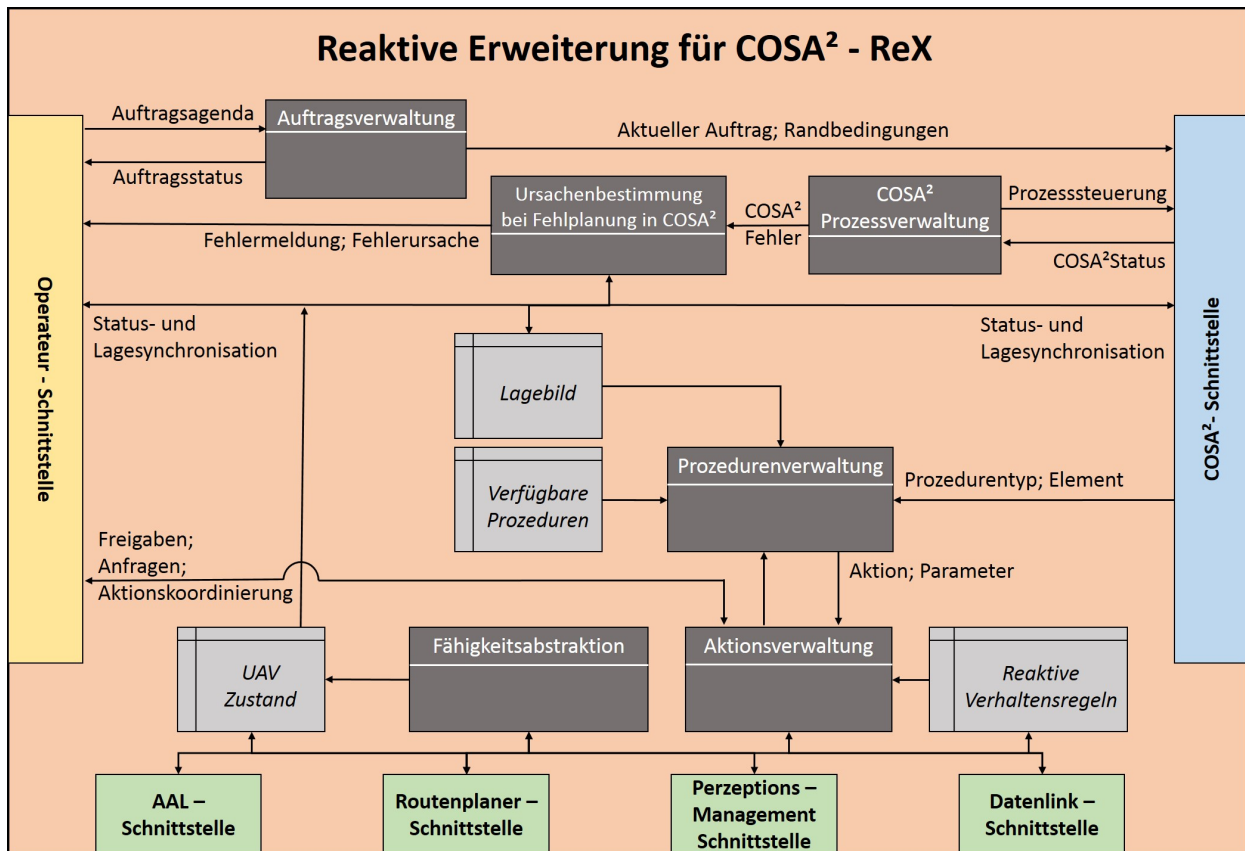 Reaktive Erweiterung für COSA² - ReX
Auftragsagenda
Auftragsverwaltung
Aktueller Auftrag; Randbedingungen
Auftragsstatus
Ursachenbestimmung
bei Fehlplanung in COSA²
COSA²
Fehler
COSA²
Prozessverwaltung
Prozesssteuerung
Fehlermeldung; Fehlerursache
COSA²Status
Operateur - Schnittstelle
COSA²- Schnittstelle
Status- und
Lagesynchronisation
Status- und
Lagesynchronisation
Lagebild
Prozedurenverwaltung
Verfügbare
Prozeduren
Prozedurentyp; Element
Freigaben;
Anfragen;
Aktionskoordinierung
Aktion; Parameter
UAV
Zustand
Fähigkeitsabstraktion
Aktionsverwaltung
Reaktive
Verhaltensregeln
AAL –
Schnittstelle
Routenplaner –
Schnittstelle
Perzeptions –
Management
Schnittstelle
Datenlink –
Schnittstelle